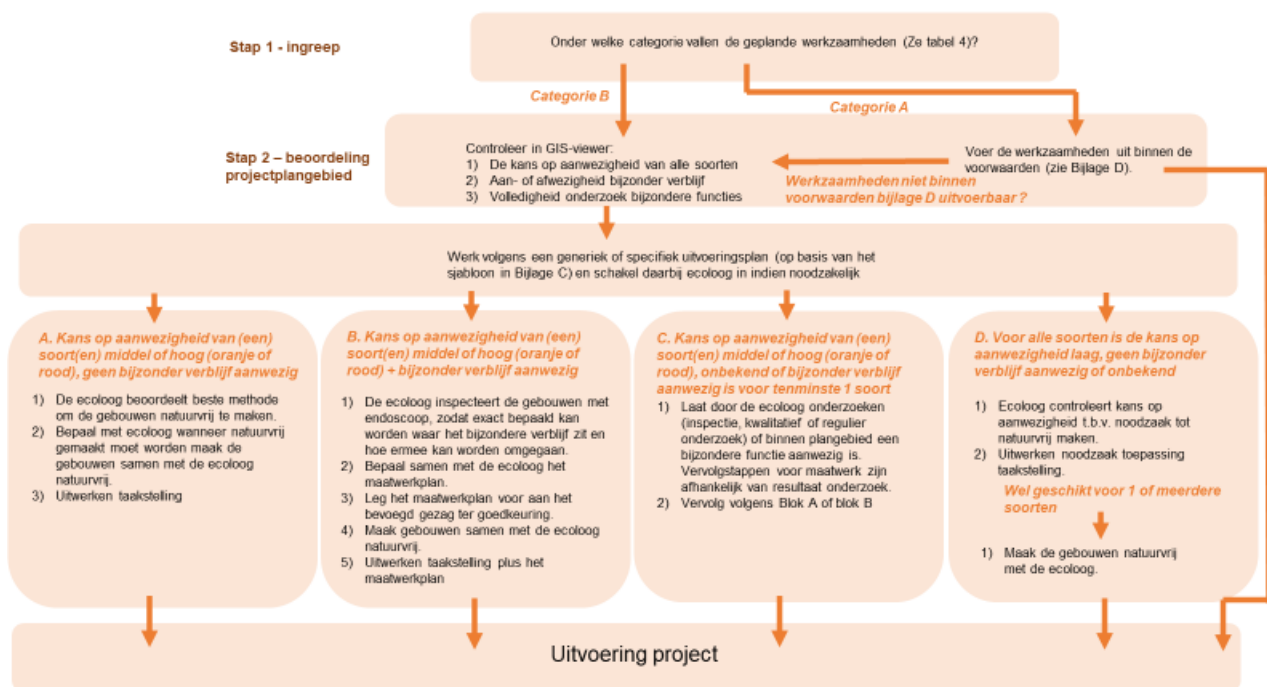 Stap 1 - ingreep
Onder welke categorie vallen de geplande werkzaamheden (Ze tabel 4)?
Categorie B
Categorie A
Stap 2 – beoordeling
projectplangebied
Controleer in GIS-viewer:
1) De kans op aanwezigheid van alle soorten
2) Aan- of afwezigheid bijzonder verblijf
3) Volledigheid onderzoek bijzondere functies
Werkzaamheden niet binnen
voorwaarden bijlage D uitvoerbaar ?
Voer de werkzaamheden uit binnen de
voorwaarden (zie Bijlage D).
Werk volgens een generiek of specifiek uitvoeringsplan (op basis van het
sjabloon in Bijlage C) en schakel daarbij ecoloog in indien noodzakelijk
A. Kans op aanwezigheid van (een)
soort(en) middel of hoog (oranje of
rood), geen bijzonder verblijf aanwezig
1) De ecoloog beoordeelt beste methode
om de gebouwen natuurvrij te maken.
2) Bepaal met ecoloog wanneer natuurvrij
gemaakt moet worden maak de
gebouwen samen met de ecoloog
natuurvrij.
3) Uitwerken taakstelling
B. Kans op aanwezigheid van (een)
soort(en) middel of hoog (oranje of
rood) + bijzonder verblijf aanwezig
1) De ecoloog inspecteert de gebouwen met
endoscoop, zodat exact bepaald kan
worden waar het bijzondere verblijf zit en
hoe ermee kan worden omgegaan.
2) Bepaal samen met de ecoloog het
maatwerkplan.
3) Leg het maatwerkplan voor aan het
bevoegd gezag ter goedkeuring.
4) Maak gebouwen samen met de ecoloog
natuurvrij.
5) Uitwerken taakstelling plus het
maatwerkplan
C. Kans op aanwezigheid van (een)
soort(en) middel of hoog (oranje of
rood), onbekend of bijzonder verblijf
aanwezig is voor tenminste 1 soort
1) Laat door de ecoloog onderzoeken
(inspectie, kwalitatief of regulier
onderzoek) of binnen plangebied een
bijzondere functie aanwezig is.
Vervolgstappen voor maatwerk zijn
afhankelijk van resultaat onderzoek.
2) Vervolg volgens Blok A of blok B
D. Voor alle soorten is de kans op
aanwezigheid laag, geen bijzonder
verblijf aanwezig of onbekend
1) Ecoloog controleert kans op
aanwezigheid t.b.v. noodzaak tot
natuurvrij maken.
2) Uitwerken noodzaak toepassing
taakstelling.
Wel geschikt voor 1 of meerdere
soorten
1) Maak de gebouwen natuurvrij
met de ecoloog.
Uitvoering project